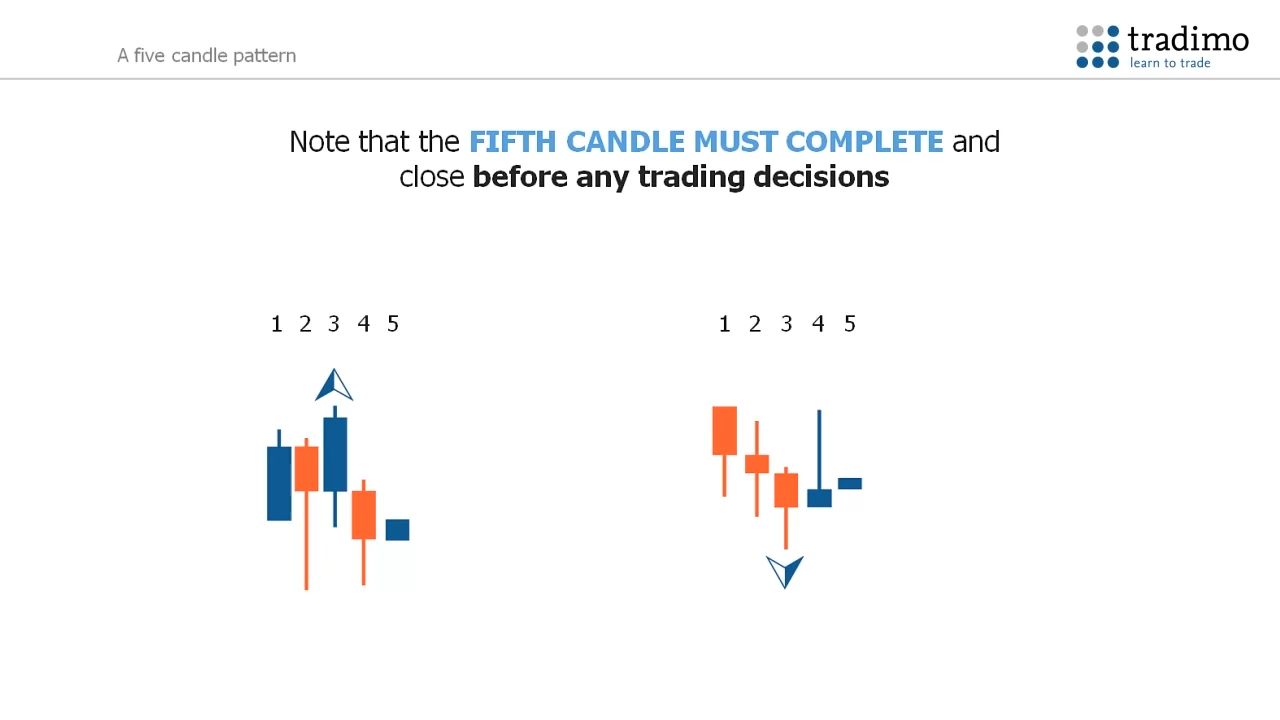 A five candle pattern
tradimo
learn to trade
Note that the FIFTH CANDLE MUST COMPLETE and
close before any trading decisions
1 2 3 4 5
1 2 3 4 5